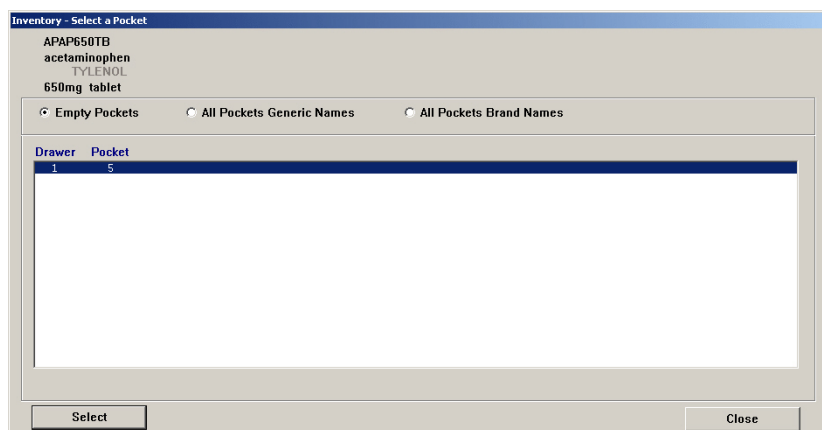 Inventory - Select a Pocket
APAP650TB
acetaminophen
TYLENOL
650mg tablet
Empty Pockets All Pockets Generic Names All Pockets Brand Names
Drawer Pocket
1 5
Select Close